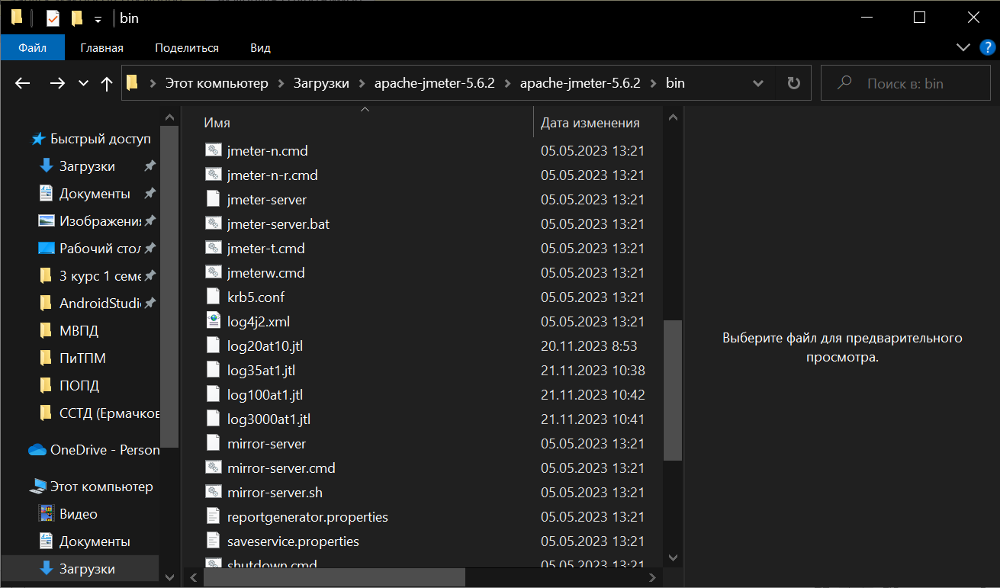 bin
Файл Главная Поделиться Вид
Этот компьютер Загрузки apache-jmeter-5.6.2 apache-jmeter-5.6.2 bin
Поиск в: bin
Быстрый доступ
Загрузки
Документы
Изображени
Рабочий стол
3 курс 1 семе
AndroidStudi
МВПД
ПиТПМ
ПОПД
ССТД (Ермачков
OneDrive - Person
Этот компьютер
Видео
Документы
Загрузки
Имя Дата изменения
jmeter-n.cmd 05.05.2023 13:21
jmeter-n-r.cmd 05.05.2023 13:21
jmeter-server 05.05.2023 13:21
jmeter-server.bat 05.05.2023 13:21
jmeter-t.cmd 05.05.2023 13:21
jmeterw.cmd 05.05.2023 13:21
krb5.conf 05.05.2023 13:21
log4j2.xml 05.05.2023 13:21
log20at10.jtl 20.11.2023 8:53
log35at1.jtl 21.11.2023 10:38
log100at1.jtl 21.11.2023 10:42
log3000at1.jtl 21.11.2023 10:41
mirror-server 05.05.2023 13:21
mirror-server.cmd 05.05.2023 13:21
mirror-server.sh 05.05.2023 13:21
reportgenerator.properties 05.05.2023 13:21
saveservice.properties 05.05.2023 13:21
shutdown.cmd 05.05.2023 13:21
Выберите файл для предварительного
просмотра.